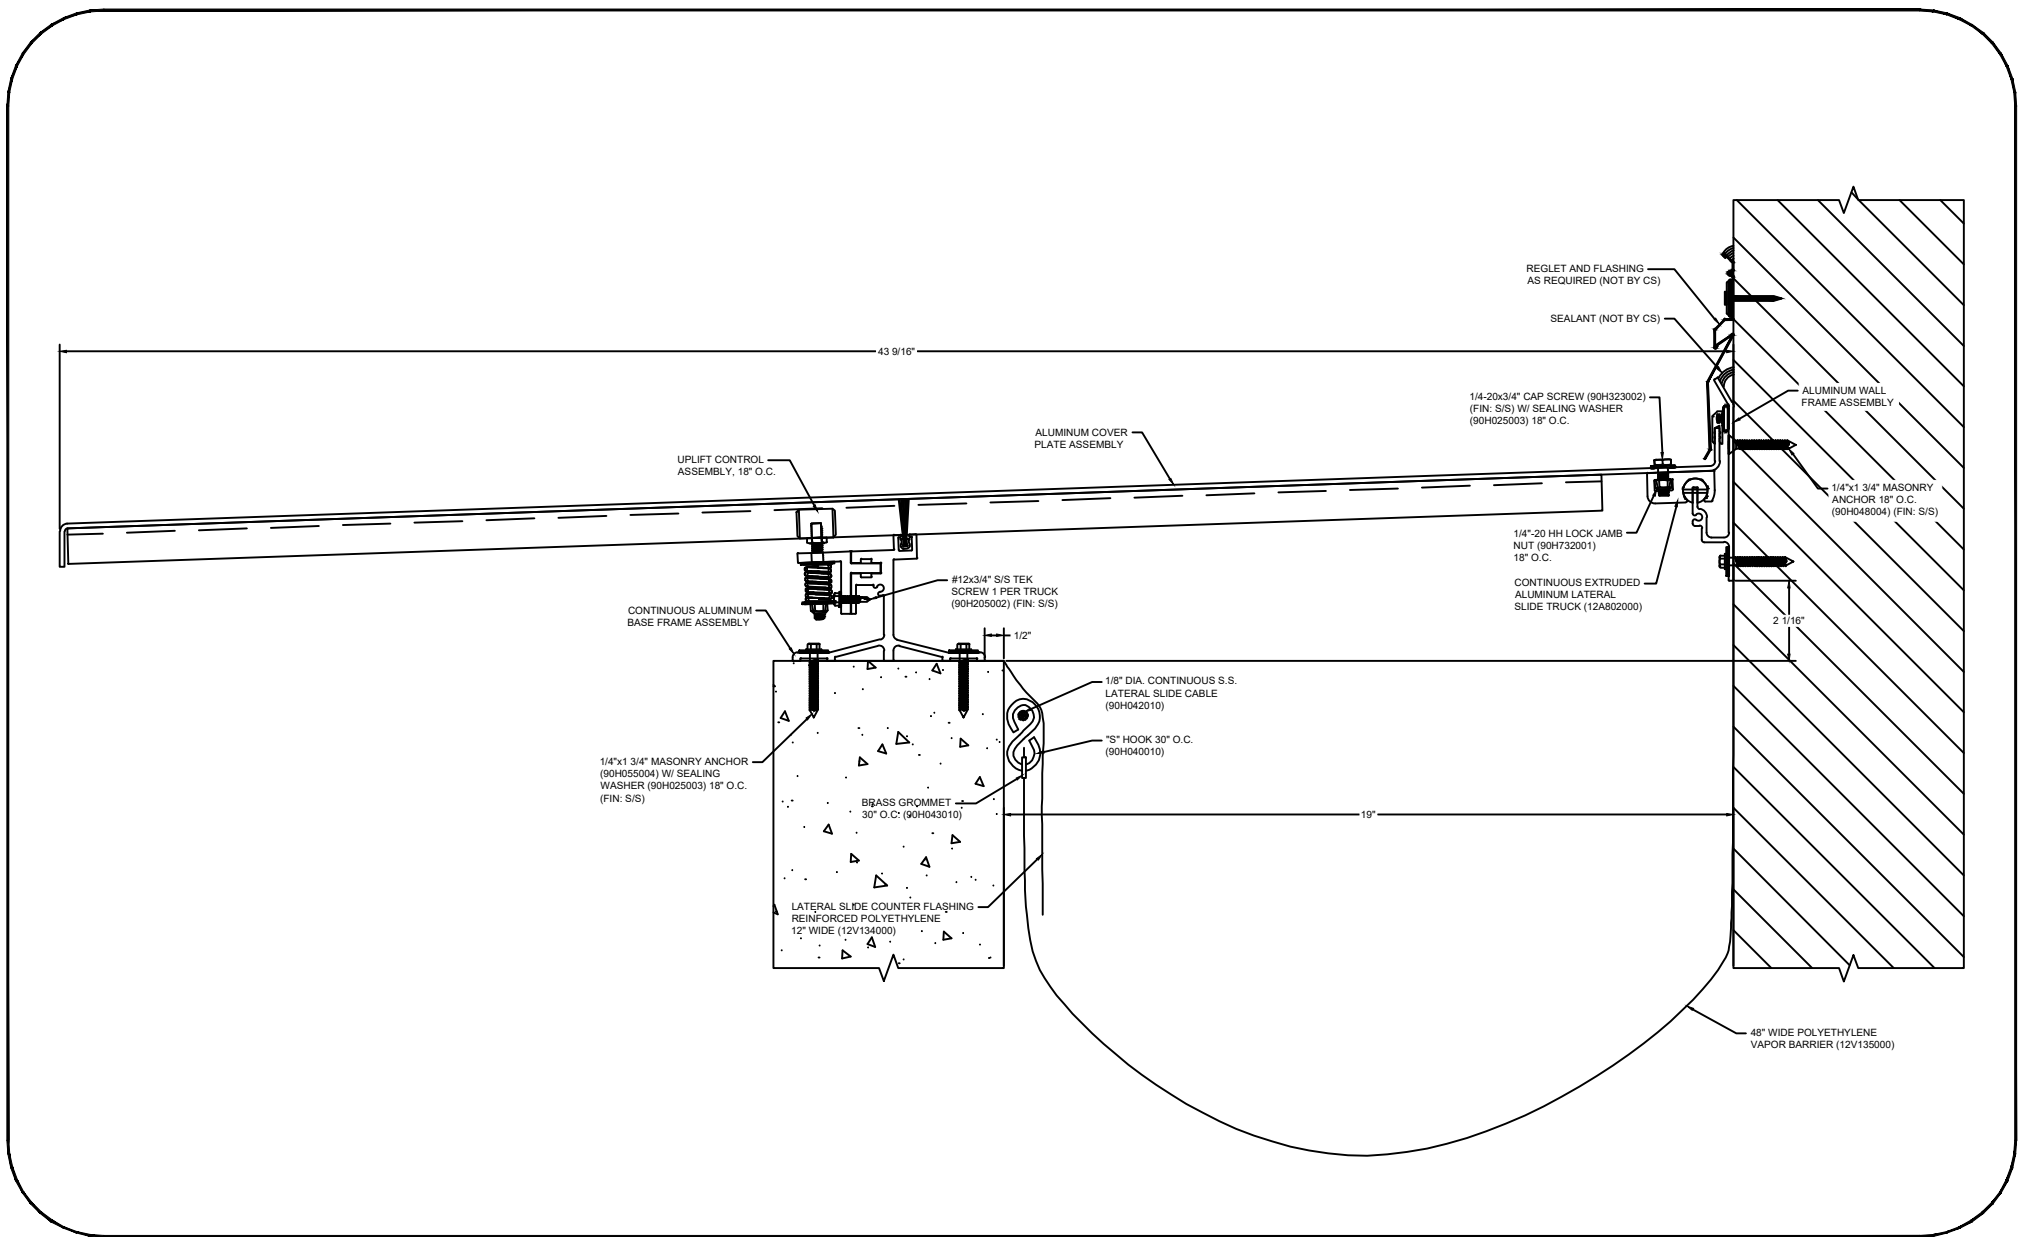 REGLET AND FLASHING
AS REQUIRED (NOT BY CS)
SEALANT (NOT BY CS)
43 9/16"
1/4-20x3/4" CAP SCREW (90H323002)
(FIN: S/S) W/ SEALING WASHER
(90H025003) 18" O.C.
ALUMINUM WALL
FRAME ASSEMBLY
ALUMINUM COVER
PLATE ASSEMBLY
UPLIFT CONTROL
ASSEMBLY, 18" O.C.
1/4"x1 3/4" MASONRY
ANCHOR 18" O.C.
(90H048004) (FIN: S/S)
1/4"-20 HH LOCK JAMB
NUT (90H732001)
18" O.C.
#12x3/4" S/S TEK
SCREW 1 PER TRUCK
(90H205002) (FIN: S/S)
CONTINUOUS EXTRUDED
ALUMINUM LATERAL
SLIDE TRUCK (12A802000)
CONTINUOUS ALUMINUM
BASE FRAME ASSEMBLY
2 1/16"
1/2"
1/8" DIA. CONTINUOUS S.S.
LATERAL SLIDE CABLE
(90H042010)
"S" HOOK 30" O.C.
(90H040010)
1/4"x1 3/4" MASONRY ANCHOR
(90H055004) W/ SEALING
WASHER (90H025003) 18" O.C.
(FIN: S/S)
BRASS GROMMET
30" O.C. (90H043010)
19"
LATERAL SLIDE COUNTER FLASHING
REINFORCED POLYETHYLENE
12" WIDE (12V134000)
48" WIDE POLYETHYLENE
VAPOR BARRIER (12V135000)